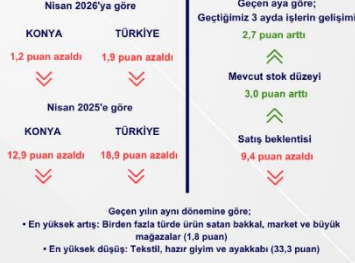 Nisan 2026'ya göre
KONYA TÜRKİYE
1,2 puan azaldı 1,9 puan azaldı
Nisan 2025'e göre
KONYA TÜRKİYE
12,9 puan azaldı 18,9 puan azaldı
Geçen aya göre;
Geçtiğimiz 3 ayda işlerin gelişimi
2,7 puan arttı
Mevcut stok düzeyi
3,0 puan arttı
Satış beklentisi
9,4 puan azaldı
Geçen yılın aynı dönemine göre;
• En yüksek artış: Birden fazla türde ürün satan bakkal, market ve büyük
mağazalar (1,8 puan)
• En yüksek düşüş: Tekstil, hazır giyim ve ayakkabı (33,3 puan)